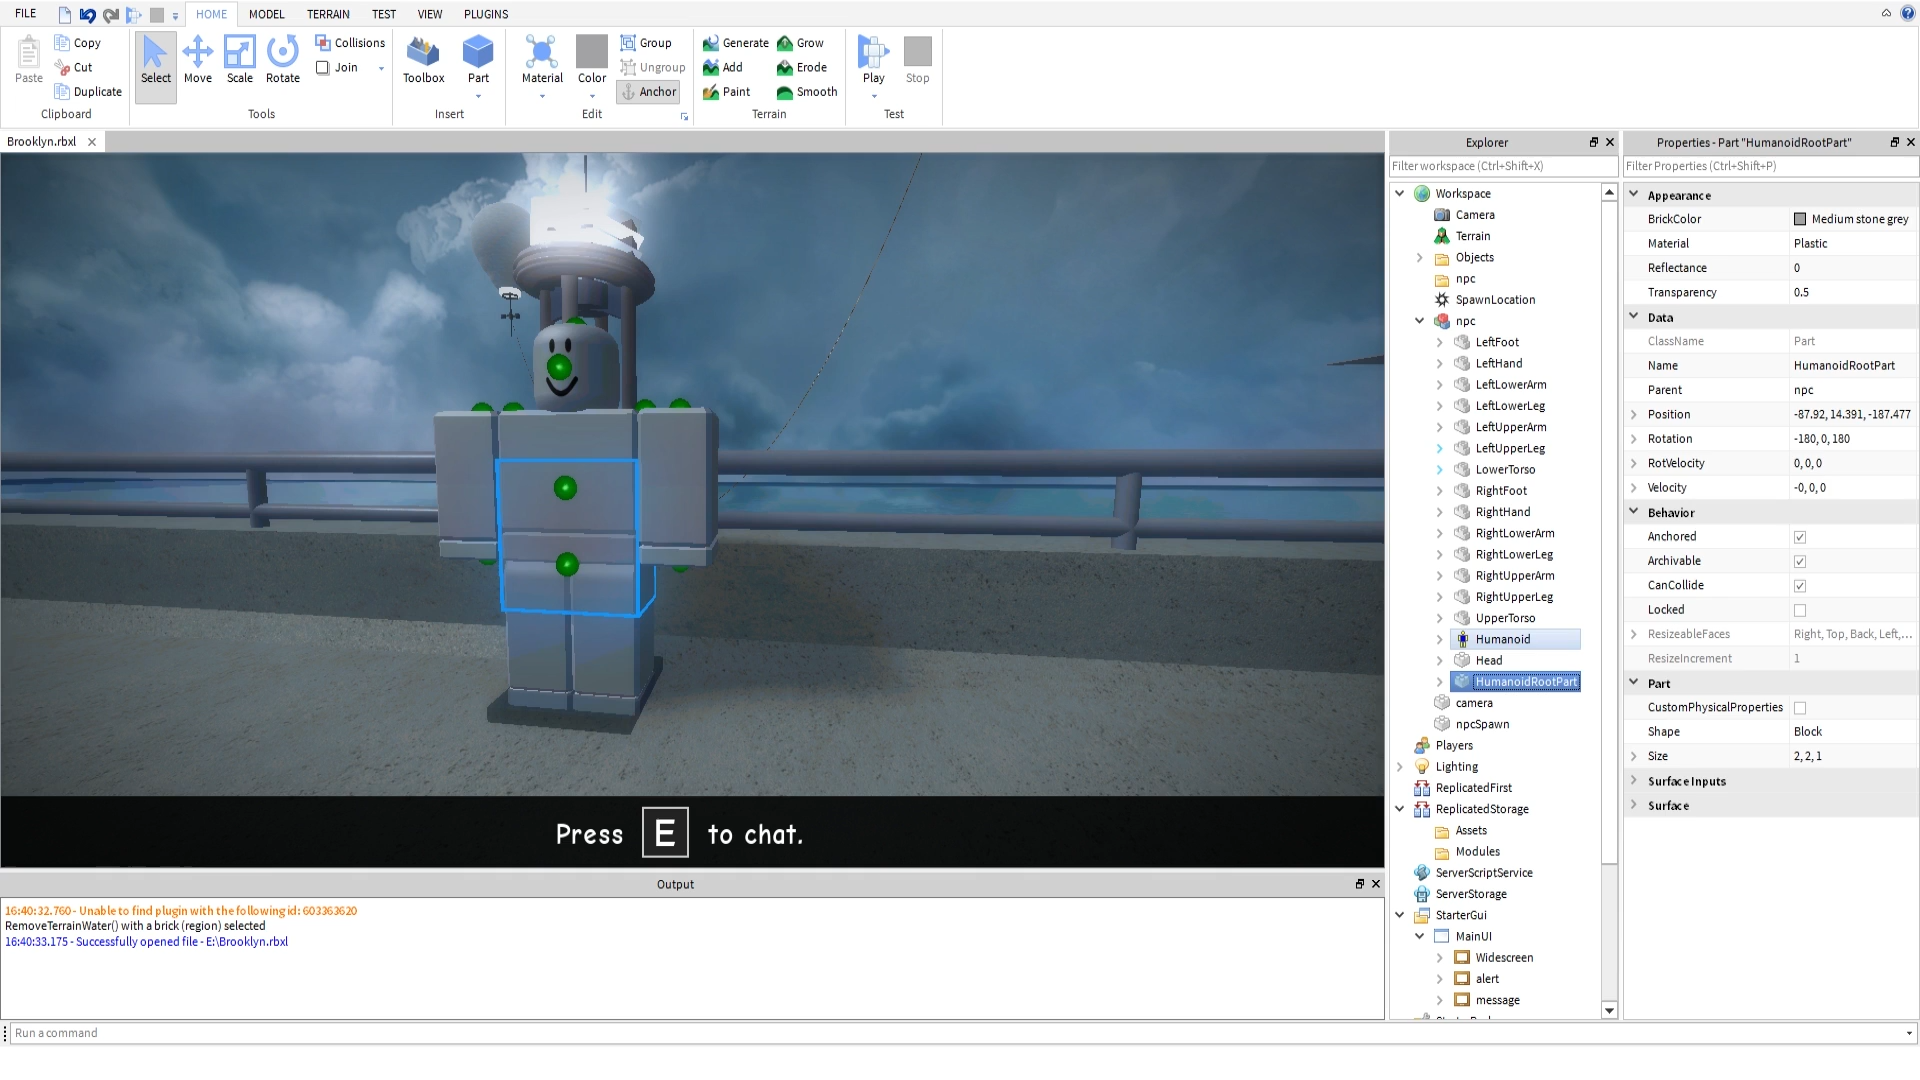 FILE HOME MODEL TERRAIN TEST VIEW PLUGINS
Paste
Copy
Cut
Duplicate
Clipboard
Select
Move
Scale
Rotate
Collisions
Join
Tools
Toolbox
Part
Insert
Material
Color
Group
Ungroup
Anchor
Edit
Generate
Add
Paint
Grow
Erode
Smooth
Terrain
Play
Stop
Test
Brooklyn.rbxl
Press E to chat.
Output
16:40:32.760 - Unable to find plugin with the following id: 603363620
RemoveTerrainWater() with a brick (region) selected
16:40:33.175 - Successfully opened file - E:\Brooklyn.rbxl
Run a command
Explorer
Filter workspace (Ctrl+Shift+X)
Workspace
Camera
Terrain
Objects
npc
SpawnLocation
npc
LeftFoot
LeftHand
LeftLowerArm
LeftLowerLeg
LeftUpperArm
LeftUpperLeg
LowerTorso
RightFoot
RightHand
RightLowerArm
RightLowerLeg
RightUpperArm
RightUpperLeg
UpperTorso
Humanoid
Head
HumanoidRootPart
camera
npcSpawn
Players
Lighting
ReplicatedFirst
ReplicatedStorage
Assets
Modules
ServerScriptService
ServerStorage
StarterGui
MainUI
Widescreen
alert
message
Properties - Part "HumanoidRootPart"
Filter Properties (Ctrl+Shift+P)
Appearance
BrickColor Medium stone grey
Material Plastic
Reflectance 0
Transparency 0.5
Data
ClassName Part
Name HumanoidRootPart
Parent npc
Position -87.92, 14.391, -187.477
Rotation -180, 0, 180
RotVelocity 0, 0, 0
Velocity -0, 0, 0
Behavior
Anchored
Archivable
CanCollide
Locked
ResizeableFaces Right, Top, Back, Left,...
ResizeIncrement 1
Part
CustomPhysicalProperties
Shape Block
Size 2, 2, 1
Surface Inputs
Surface